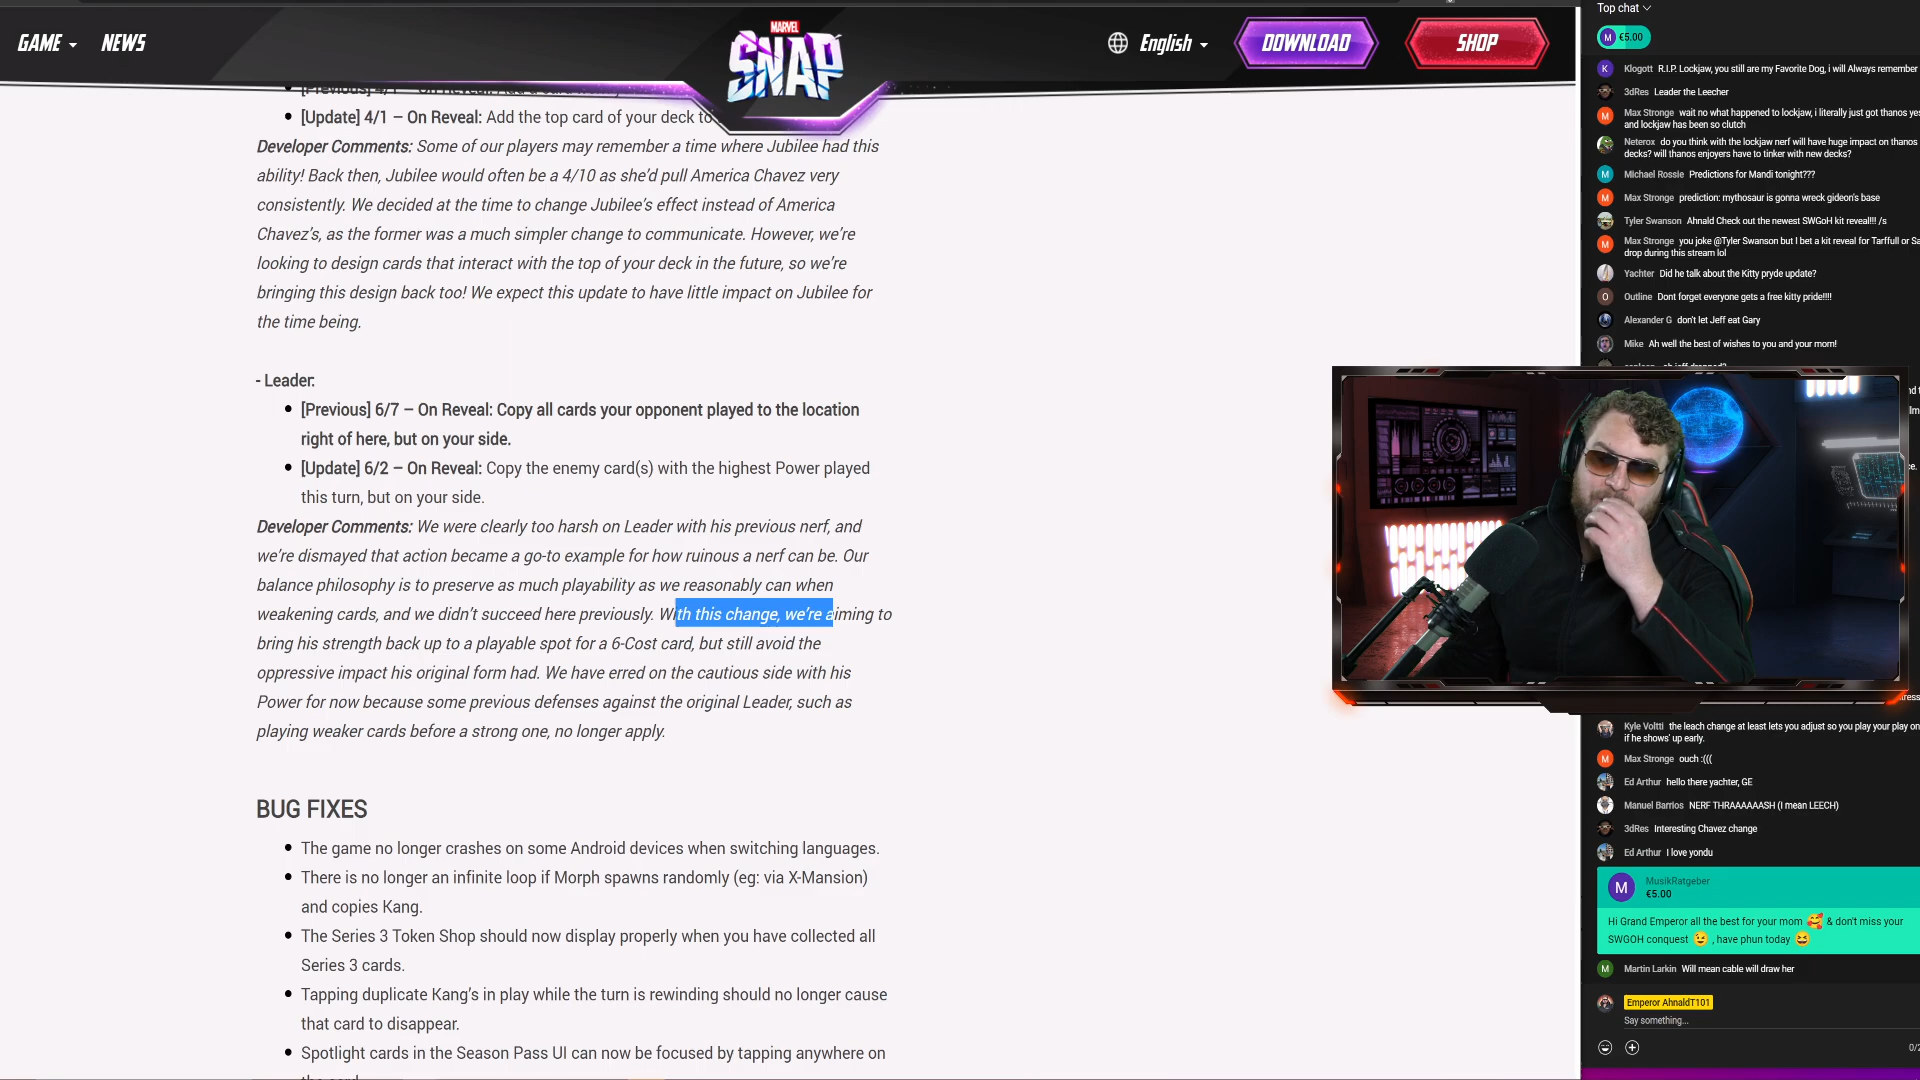 GAME
NEWS
MARVEL
SNAP
English
DOWNLOAD
SHOP
[Update] 4/1 – On Reveal: Add the top card of your deck to
Developer Comments: Some of our players may remember a time where Jubilee had this
ability! Back then, Jubilee would often be a 4/10 as she’d pull America Chavez very
consistently. We decided at the time to change Jubilee’s effect instead of America
Chavez’s, as the former was a much simpler change to communicate. However, we’re
looking to design cards that interact with the top of your deck in the future, so we’re
bringing this design back too! We expect this update to have little impact on Jubilee for
the time being.
- Leader:
[Previous] 6/7 – On Reveal: Copy all cards your opponent played to the location
right of here, but on your side.
[Update] 6/2 – On Reveal: Copy the enemy card(s) with the highest Power played
this turn, but on your side.
Developer Comments: We were clearly too harsh on Leader with his previous nerf, and
we’re dismayed that action became a go-to example for how ruinous a nerf can be. Our
balance philosophy is to preserve as much playability as we reasonably can when
weakening cards, and we didn’t succeed here previously. With this change, we’re aiming to
bring his strength back up to a playable spot for a 6-Cost card, but still avoid the
oppressive impact his original form had. We have erred on the cautious side with his
Power for now because some previous defenses against the original Leader, such as
playing weaker cards before a strong one, no longer apply.
BUG FIXES
The game no longer crashes on some Android devices when switching languages.
There is no longer an infinite loop if Morph spawns randomly (eg: via X-Mansion)
and copies Kang.
The Series 3 Token Shop should now display properly when you have collected all
Series 3 cards.
Tapping duplicate Kang’s in play while the turn is rewinding should no longer cause
that card to disappear.
Spotlight cards in the Season Pass UI can now be focused by tapping anywhere on
Top chat
M €5.00
K Klogott R.I.P. Lockjaw, you still are my Favorite Dog, i will Always remember
3dRes Leader the Leecher
M Max Stronge wait no what happened to lockjaw, i literally just got thanos yes
and lockjaw has been so clutch
Neterox do you think with the lockjaw nerf will have huge impact on thanos
decks? will thanos enjoyers have to tinker with new decks?
M Michael Rossie Predictions for Mandi tonight???
M Max Stronge prediction: mythosaur is gonna wreck gideon's base
Tyler Swanson Ahnald Check out the newest SWGoH kit reveal!!! /s
M Max Stronge you joke @Tyler Swanson but I bet a kit reveal for Tarffull or Sa
drop during this stream lol
Yachter Did he talk about the Kitty pryde update?
O Outline Dont forget everyone gets a free kitty pride!!!!
Alexander G don't let Jeff eat Gary
Mike Ah well the best of wishes to you and your mom!
Kyle Voltti the leach change at least lets you adjust so you play your play on
if he shows' up early.
M Max Stronge ouch :(((
Ed Arthur hello there yachter, GE
Manuel Barrios NERF THRAAAAAASH (I mean LEECH)
3dRes Interesting Chavez change
Ed Arthur I love yondu
M MusikRatgeber
€5.00
Hi Grand Emperor all the best for your mom 🥰 & don't miss your
SWGOH conquest 😉 , have phun today 😆
M Martin Larkin Will mean cable will draw her
Emperor AhnaldT101
Say something...